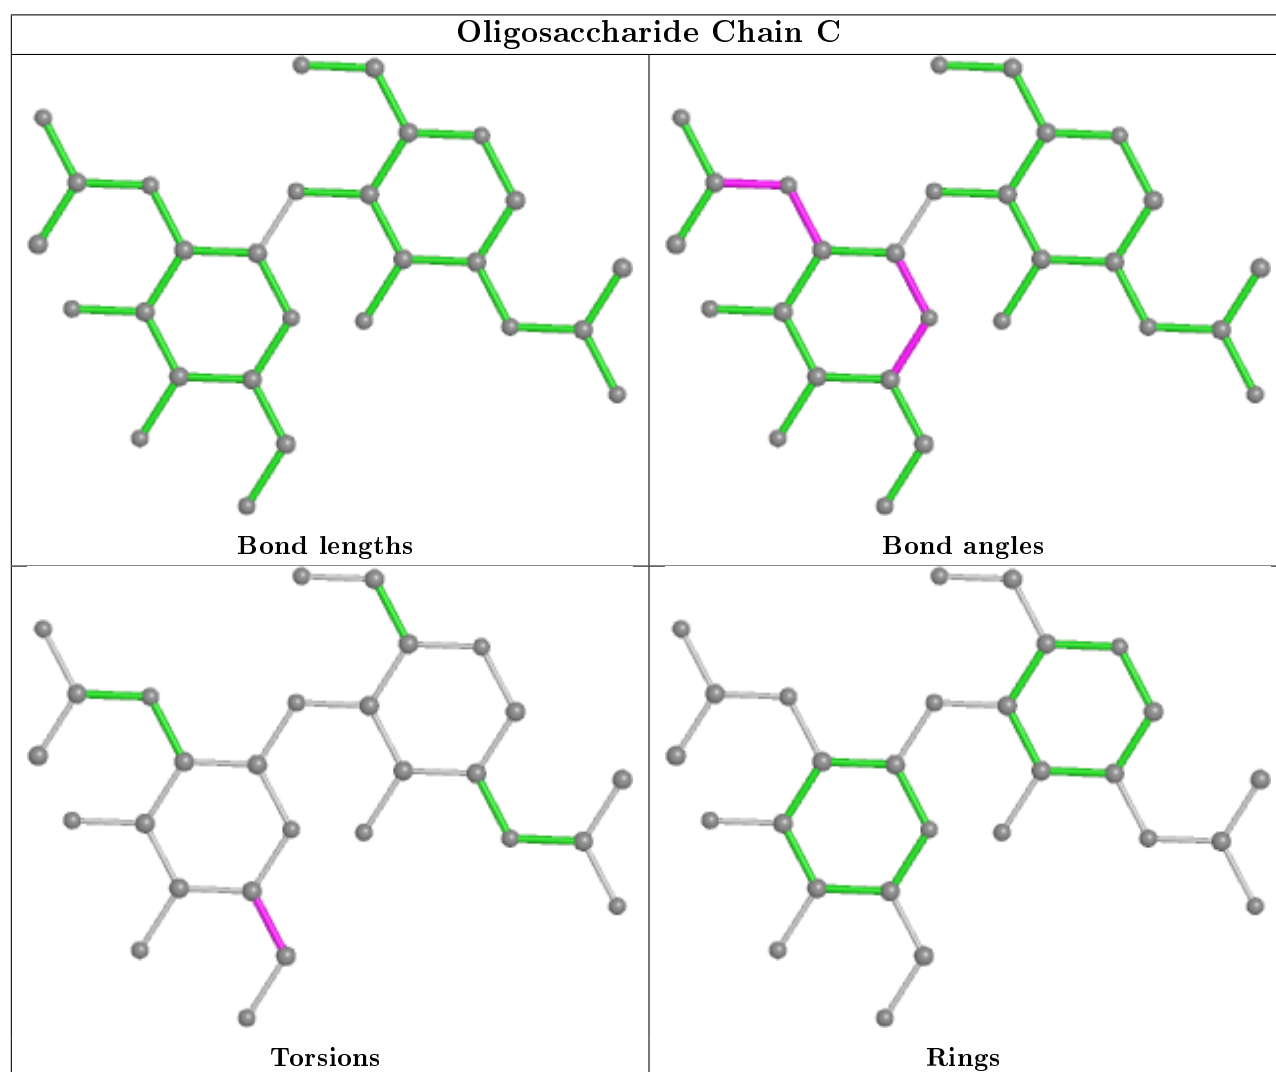 Oligosaccharide Chain C
Bond lengths
Bond angles
Torsions
Rings